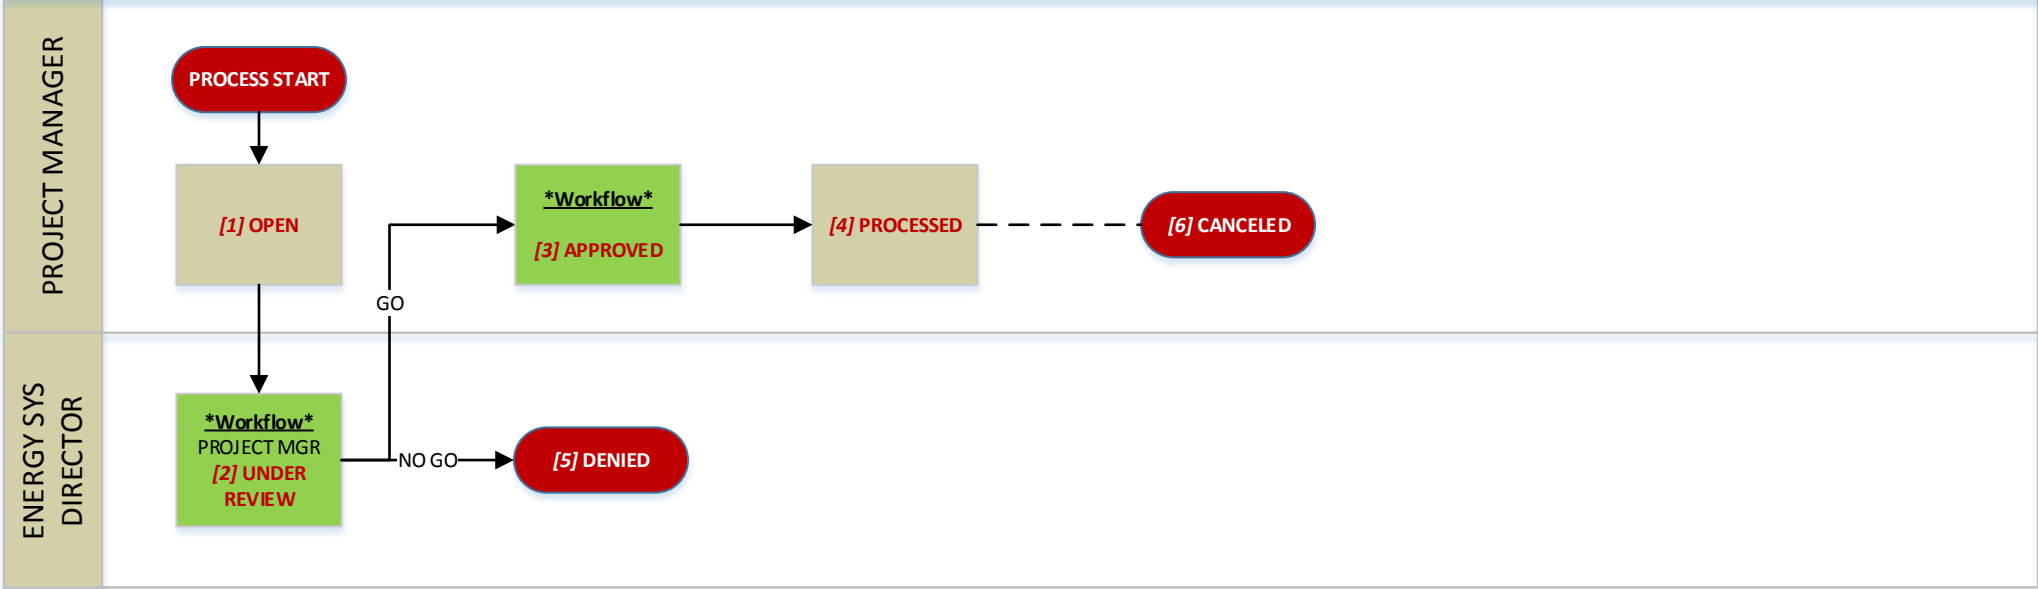 PROJECT MANAGER
PROCESS START
[1] OPEN
*Workflow*
[3] APPROVED
[4] PROCESSED
[6] CANCELED
GO
ENERGY SYS
DIRECTOR
*Workflow*
PROJECT MGR
[2] UNDER
REVIEW
NO GO
[5] DENIED